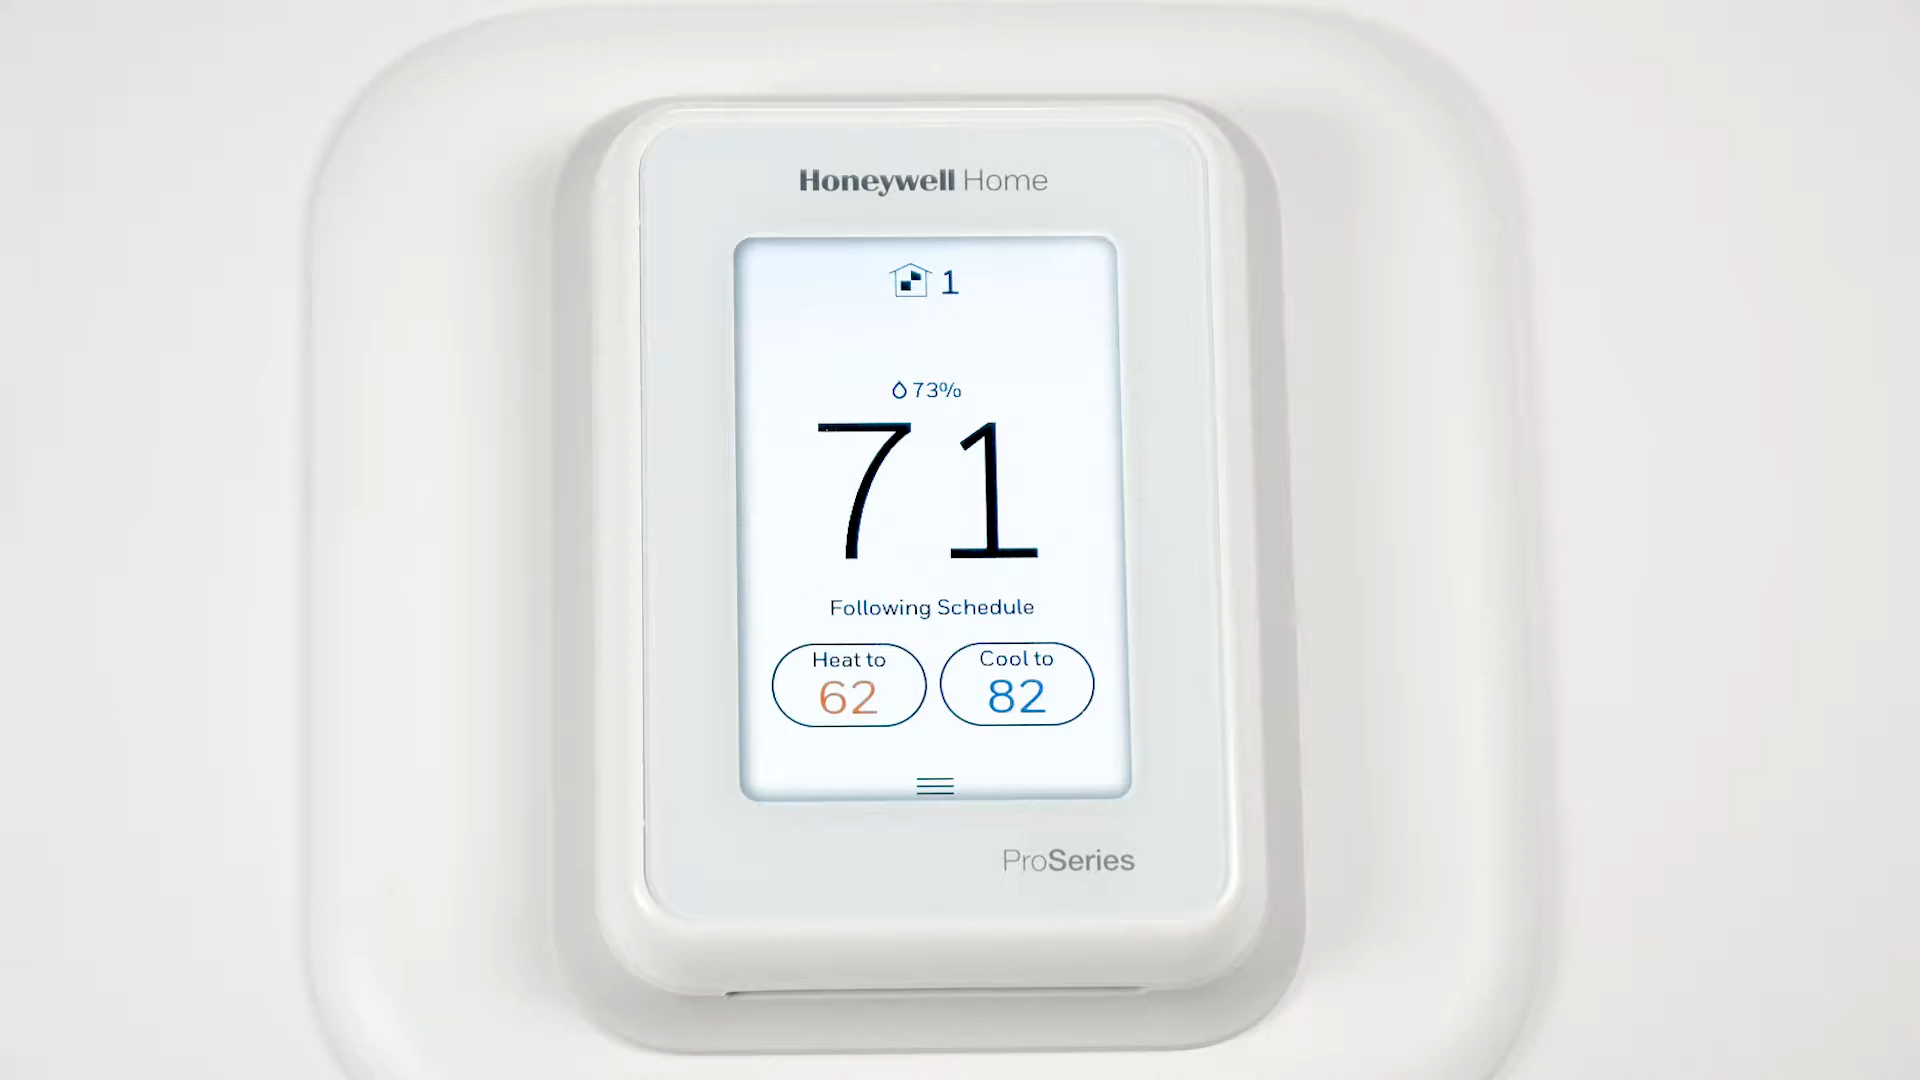 Honeywell Home
1
73%
71
Following Schedule
Heat to
62
Cool to
82
ProSeries